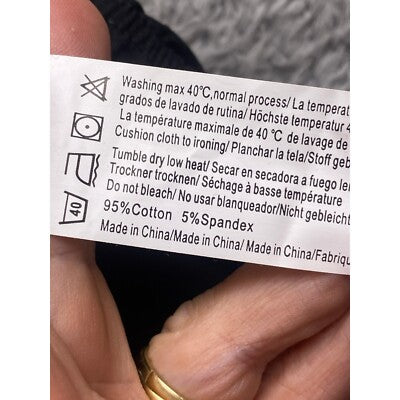 Washing max 40℃,normal process/ La temperat
grados de lavado de rutina/ Höchste temperatur 4
La température maximale de 40 ℃ de lavage de
Cushion cloth to ironing/ Planchar la tela/Stoff geb
Tumble dry low heat/ Secar en secadora a fuego le
Trockner trocknen/ Séchage à basse température
Do not bleach/ No usar blanqueador/Nicht gebleicht
95%Cotton 5%Spandex
Made in China/Made in China/ Made in China/Fabriqu
40